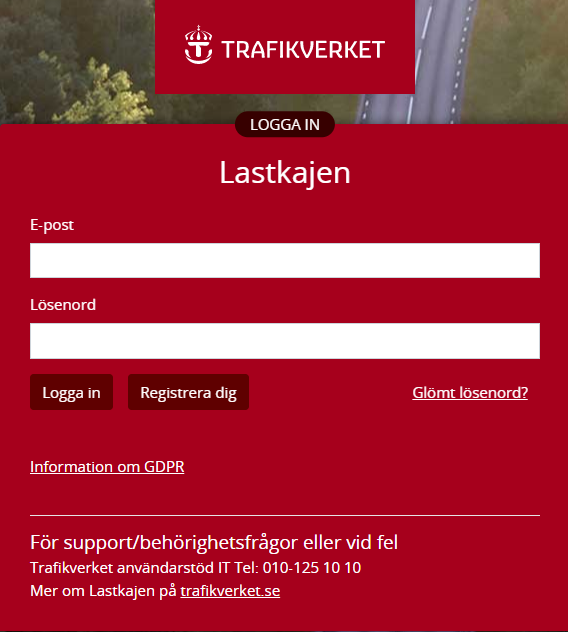 TRAFIKVERKET
LOGGA IN
Lastkajen
E-post
Lösenord
Logga in Registrera dig Glömt lösenord?
Information om GDPR
För support/behörighetsfrågor eller vid fel
Trafikverket användarstöd IT Tel: 010-125 10 10
Mer om Lastkajen på trafikverket.se